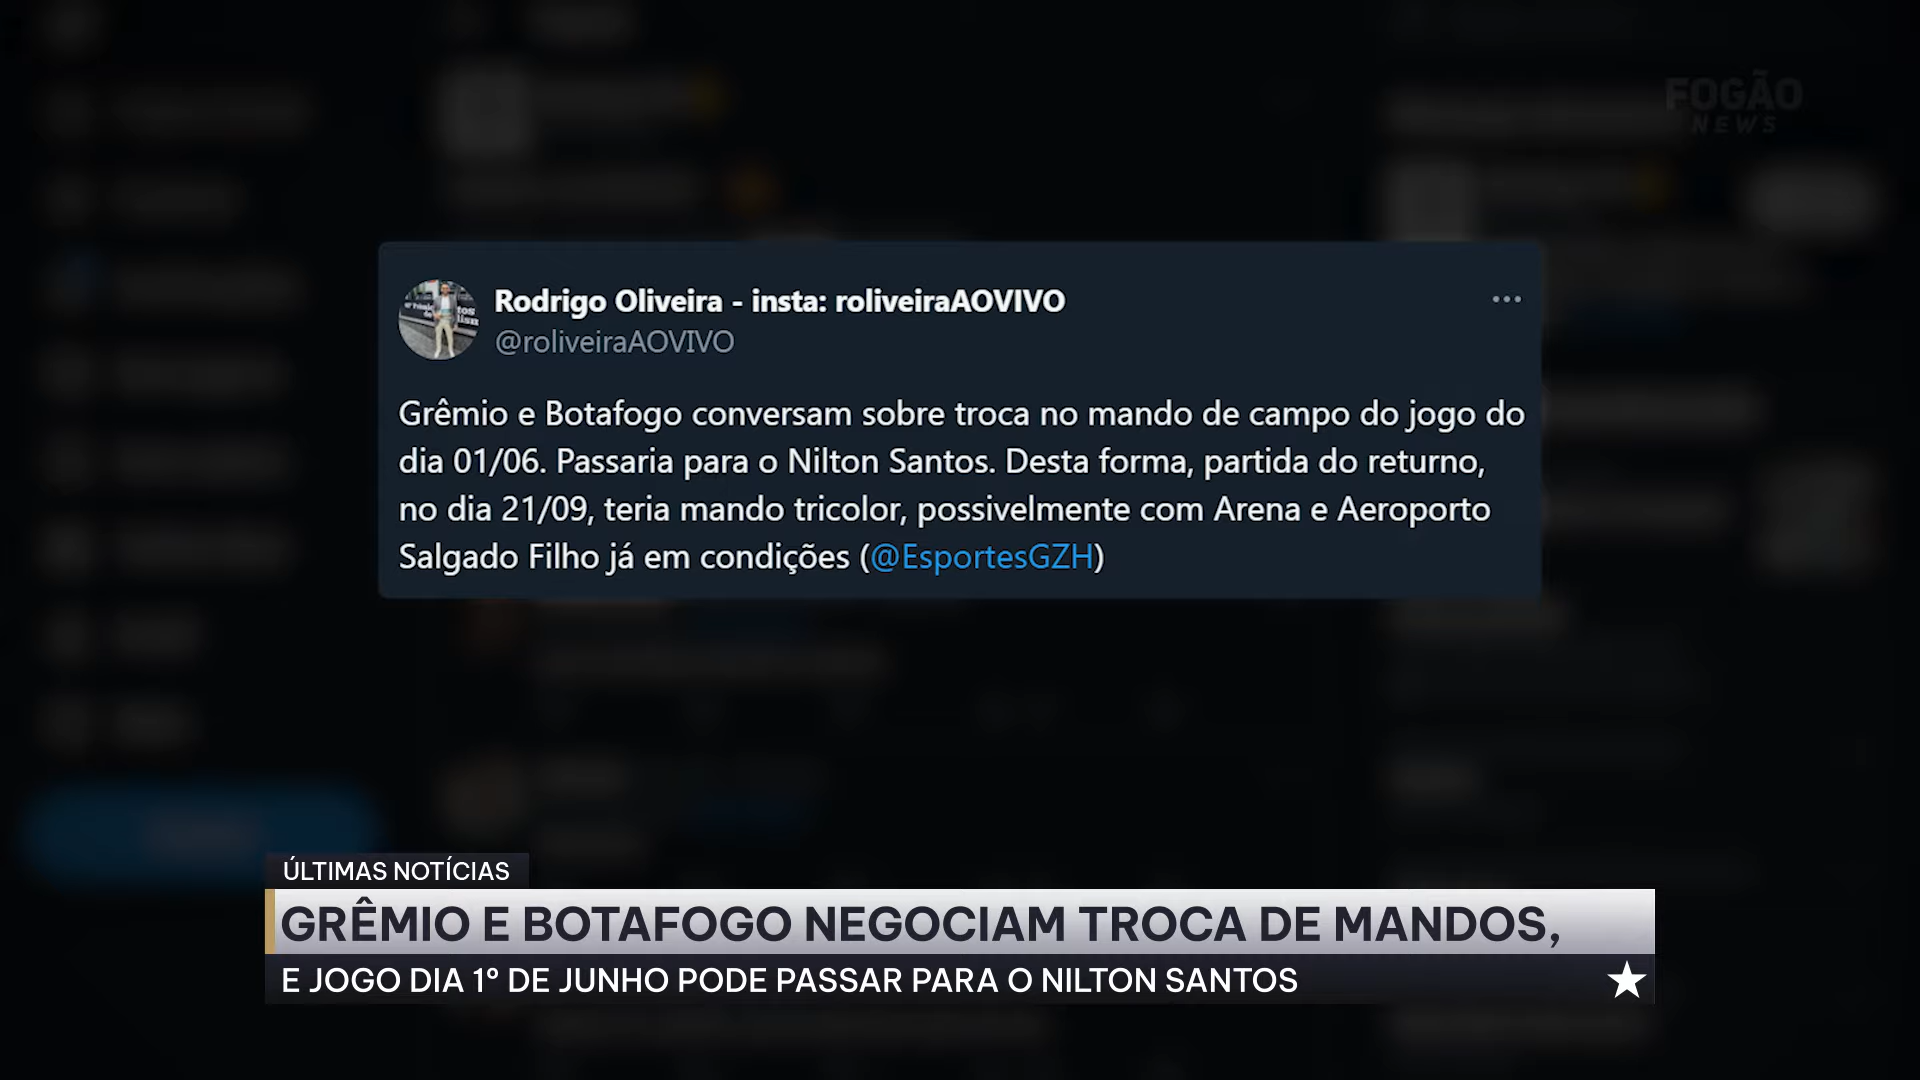 FOGÃO
NEWS
Rodrigo Oliveira - insta: roliveiraAOVIVO
@roliveiraAOVIVO
Grêmio e Botafogo conversam sobre troca no mando de campo do jogo do
dia 01/06. Passaria para o Nilton Santos. Desta forma, partida do returno,
no dia 21/09, teria mando tricolor, possivelmente com Arena e Aeroporto
Salgado Filho já em condições (@EsportesGZH)
ÚLTIMAS NOTÍCIAS
GRÊMIO E BOTAFOGO NEGOCIAM TROCA DE MANDOS,
E JOGO DIA 1º DE JUNHO PODE PASSAR PARA O NILTON SANTOS